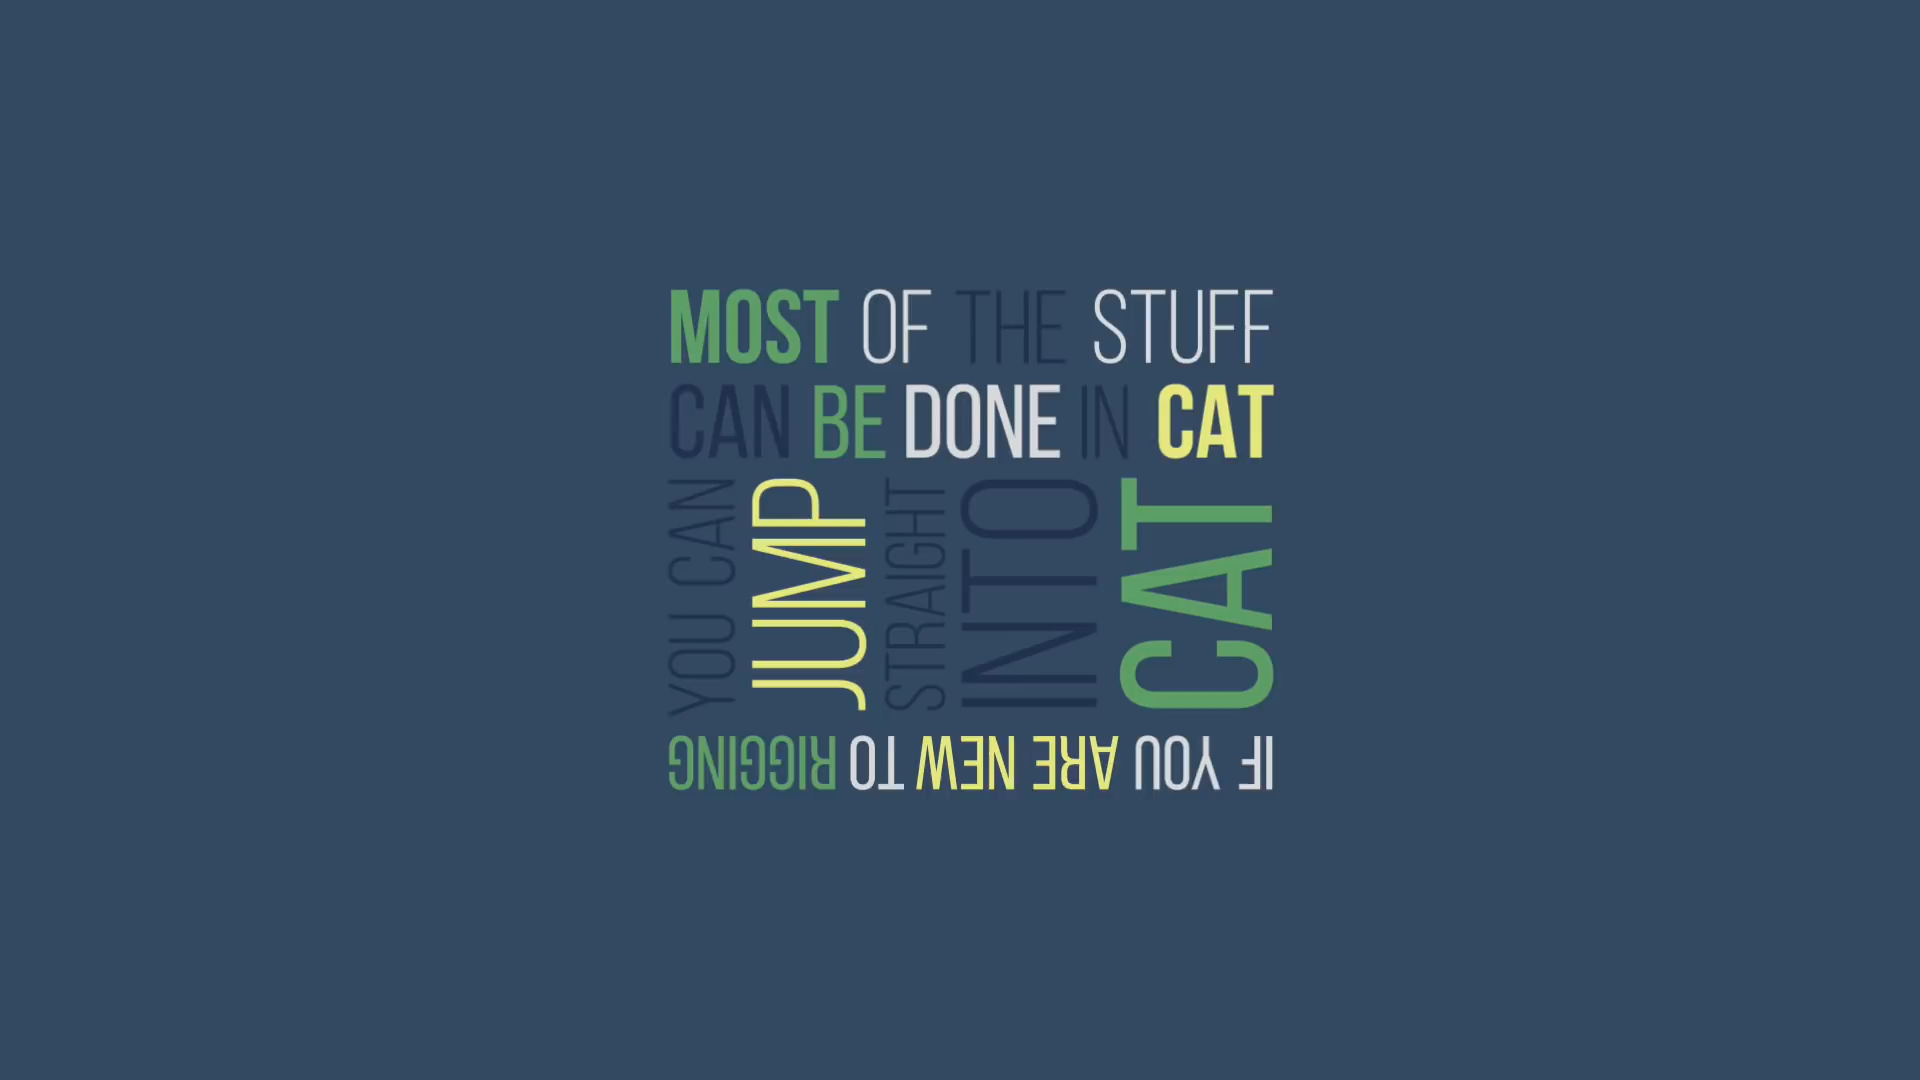 MOST OF THE STUFF
CAN BE DONE IN CAT
YOU CAN
JUMP
STRAIGHT
INTO
CAT
IF YOU ARE NEW TO RIGGING